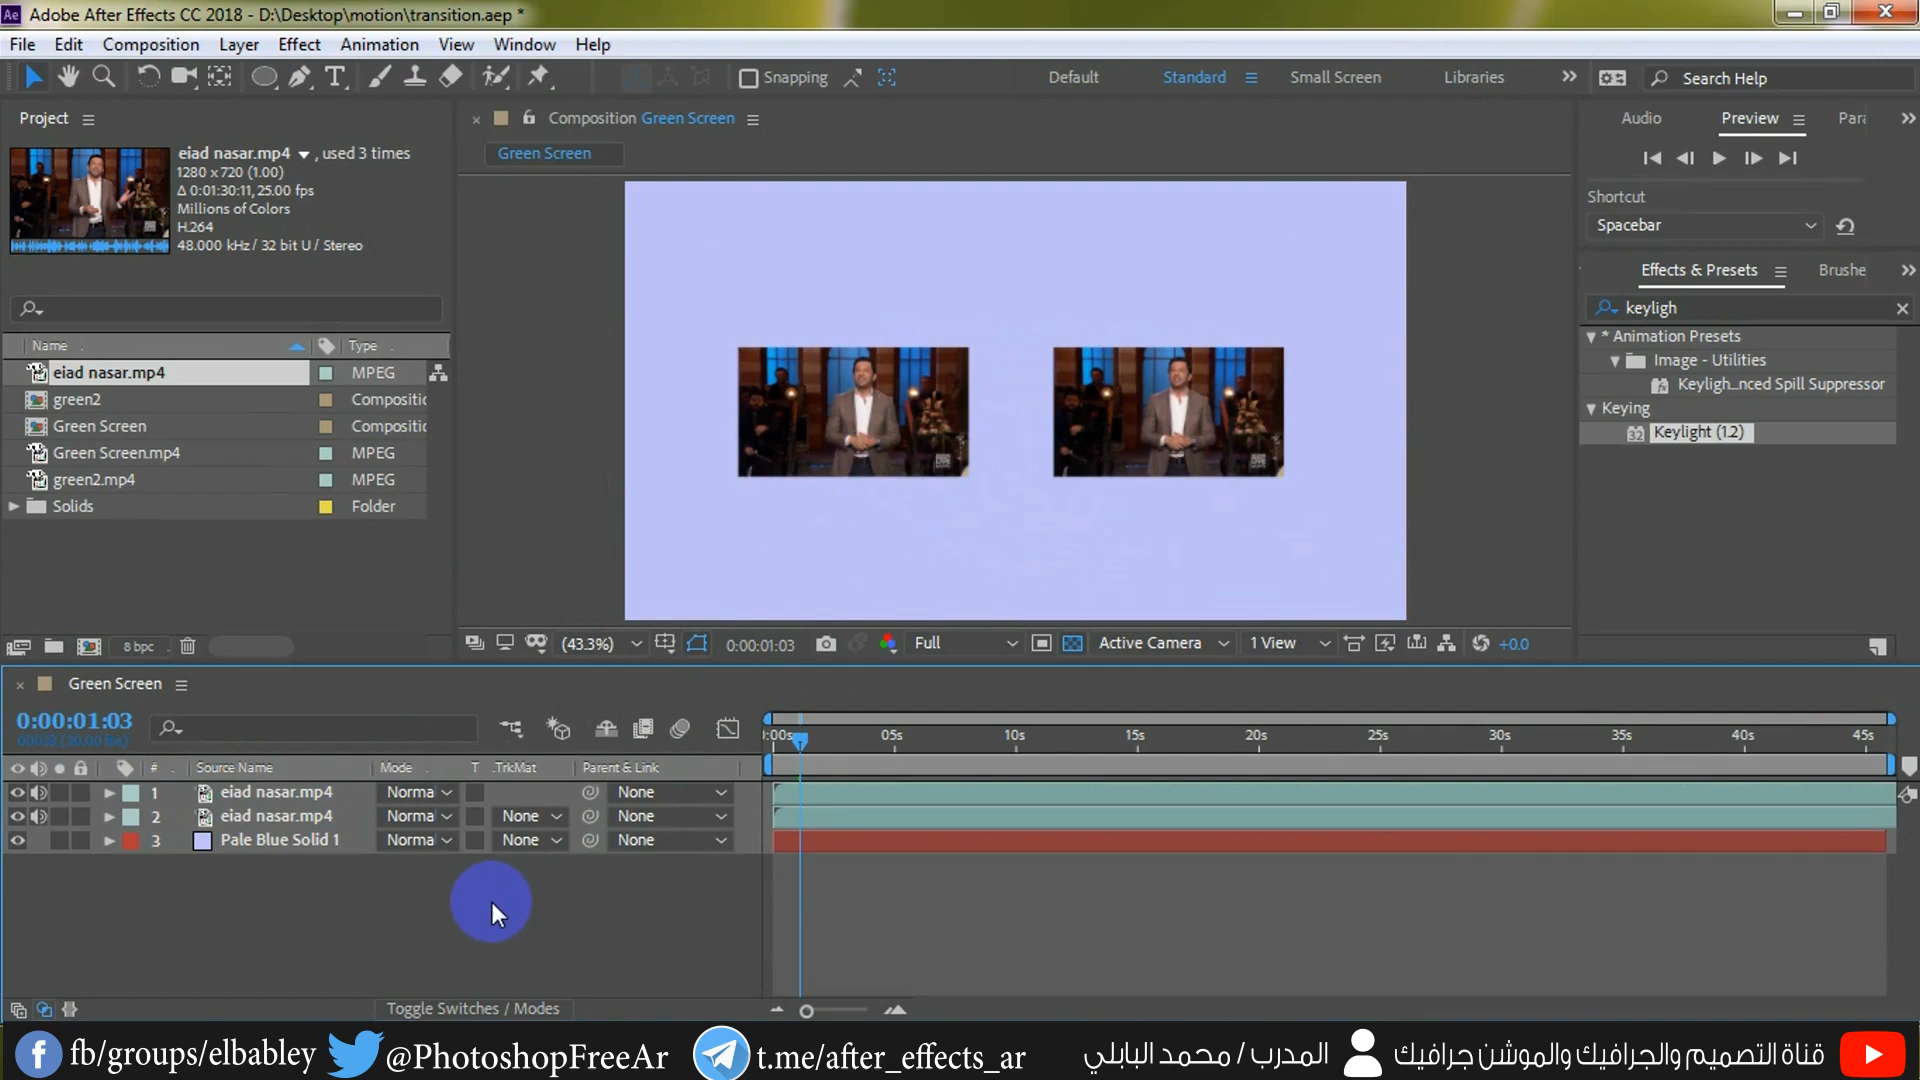 Adobe After Effects CC 2018 - D:\Desktop\motion\transition.aep *
File Edit Composition Layer Effect Animation View Window Help
Snapping Default Standard Small Screen Libraries Search Help
Project
eiad nasar.mp4 , used 3 times
1280 x 720 (1.00)
Δ 0:01:30:11, 25.00 fps
Millions of Colors
H.264
48.000 kHz / 32 bit U / Stereo
Name Type
eiad nasar.mp4 MPEG
green2 Compositic
Green Screen Compositic
Green Screen.mp4 MPEG
green2.mp4 MPEG
Solids Folder
8 bpc
Composition Green Screen
Green Screen
(43.3%) 0:00:01:03 Full Active Camera 1 View +0.0
Audio Preview Para
Shortcut
Spacebar
Effects & Presets Brushe
keyligh
* Animation Presets
Image - Utilities
Keyligh...nced Spill Suppressor
Keying
Keylight (1.2)
Green Screen
0:00:01:03
:00s 05s 10s 15s 20s 25s 30s 35s 40s 45s
# Source Name Mode T .TrkMat Parent & Link
1 eiad nasar.mp4 Norma None
2 eiad nasar.mp4 Norma None None
3 Pale Blue Solid 1 Norma None None
Toggle Switches / Modes
fb/groups/elbabley @PhotoshopFreeAr t.me/after_effects_ar المدرب / محمد البابلي قناة التصميم والجرافيك والموشن جرافيك